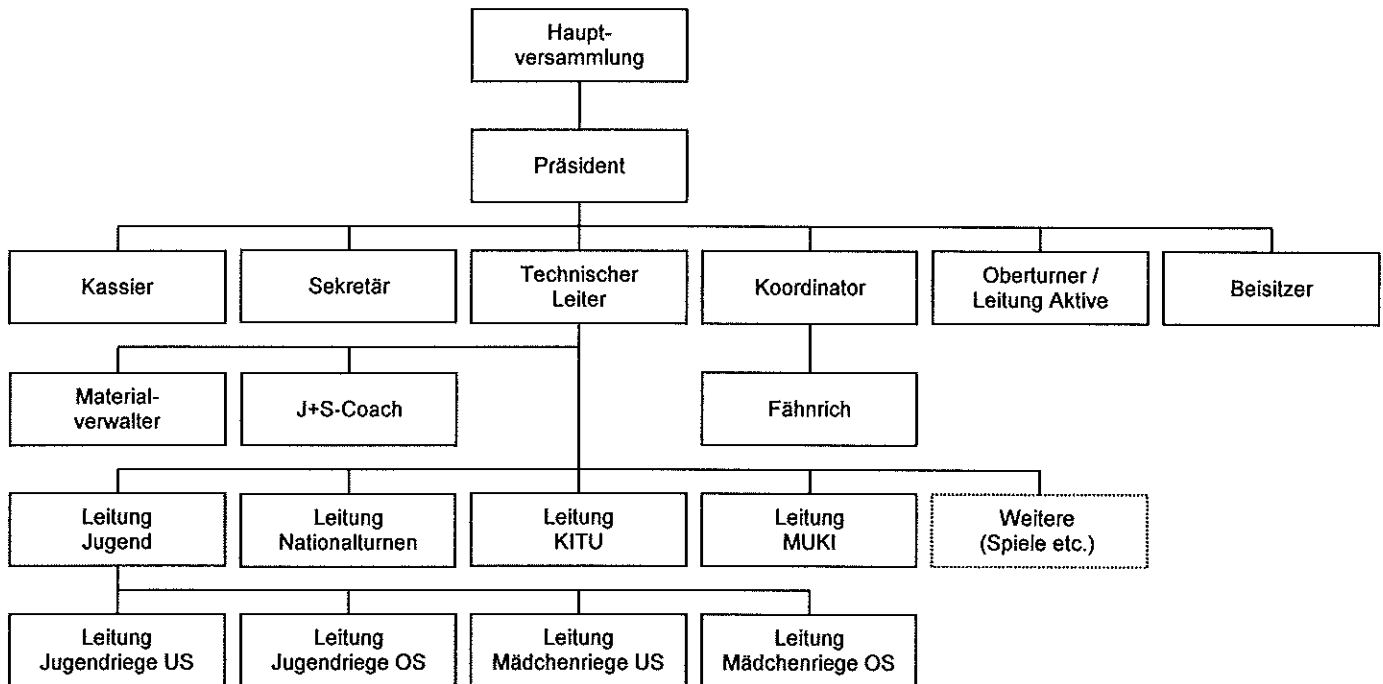 Haupt-
versammlung
Präsident
Kassier
Sekretär
Technischer
Leiter
Koordinator
Oberturner /
Leitung Aktive
Beisitzer
Material-
verwalter
J+S-Coach
Fähnrich
Leitung
Jugend
Leitung
Nationalturnen
Leitung
KITU
Leitung
MUKI
Weitere
(Spiele etc.)
Leitung
Jugendriege US
Leitung
Jugendriege OS
Leitung
Mädchenriege US
Leitung
Mädchenriege OS